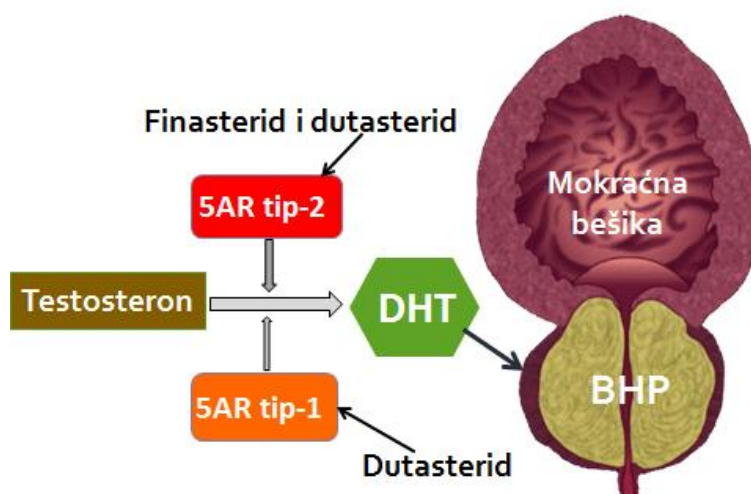 Finasterid i dutasterid
5AR tip-2
Mokraćna
bešika
Testosteron
DHT
BHP
5AR tip-1
Dutasterid